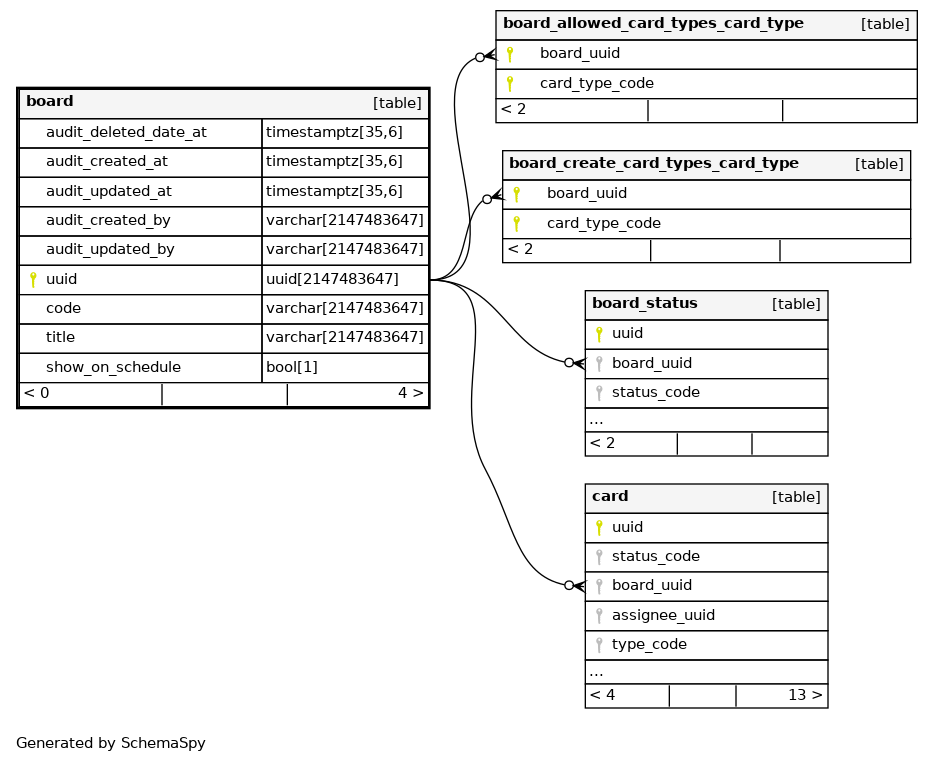 board [table]
audit_deleted_date_at timestamptz[35,6]
audit_created_at timestamptz[35,6]
audit_updated_at timestamptz[35,6]
audit_created_by varchar[2147483647]
audit_updated_by varchar[2147483647]
uuid uuid[2147483647]
code varchar[2147483647]
title varchar[2147483647]
show_on_schedule bool[1]
< 0 4 >
board_allowed_card_types_card_type [table]
board_uuid
card_type_code
< 2
board_create_card_types_card_type [table]
board_uuid
card_type_code
< 2
board_status [table]
uuid
board_uuid
status_code
...
< 2
card [table]
uuid
status_code
board_uuid
assignee_uuid
type_code
...
< 4 13 >
Generated by SchemaSpy